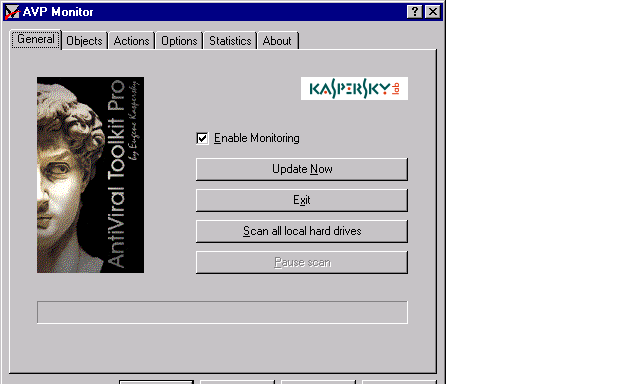 AVP Monitor
General Objects Actions Options Statistics About
AntiViral Toolkit Pro
by Eugene Kaspersky
KASPERSKY lab
Enable Monitoring
Update Now
Exit
Scan all local hard drives
Pause scan